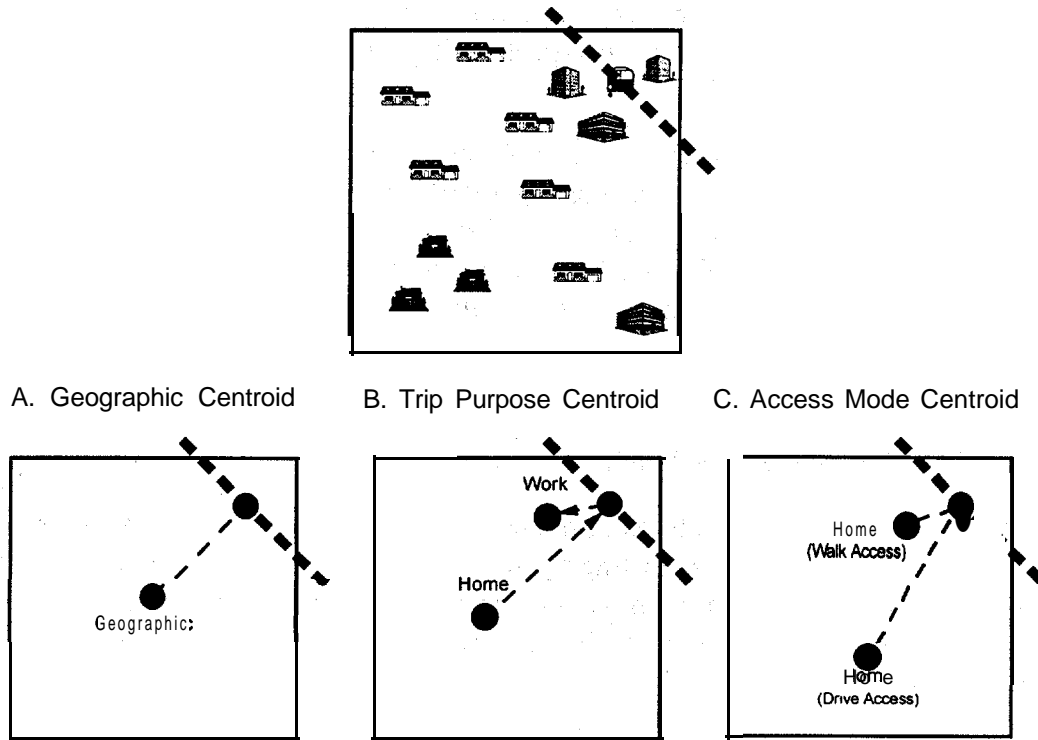 A. Geographic Centroid
B. Trip Purpose Centroid
C. Access Mode Centroid
Work
Home
Geographic:
Home
(Walk Access)
Home
(Drive Access)